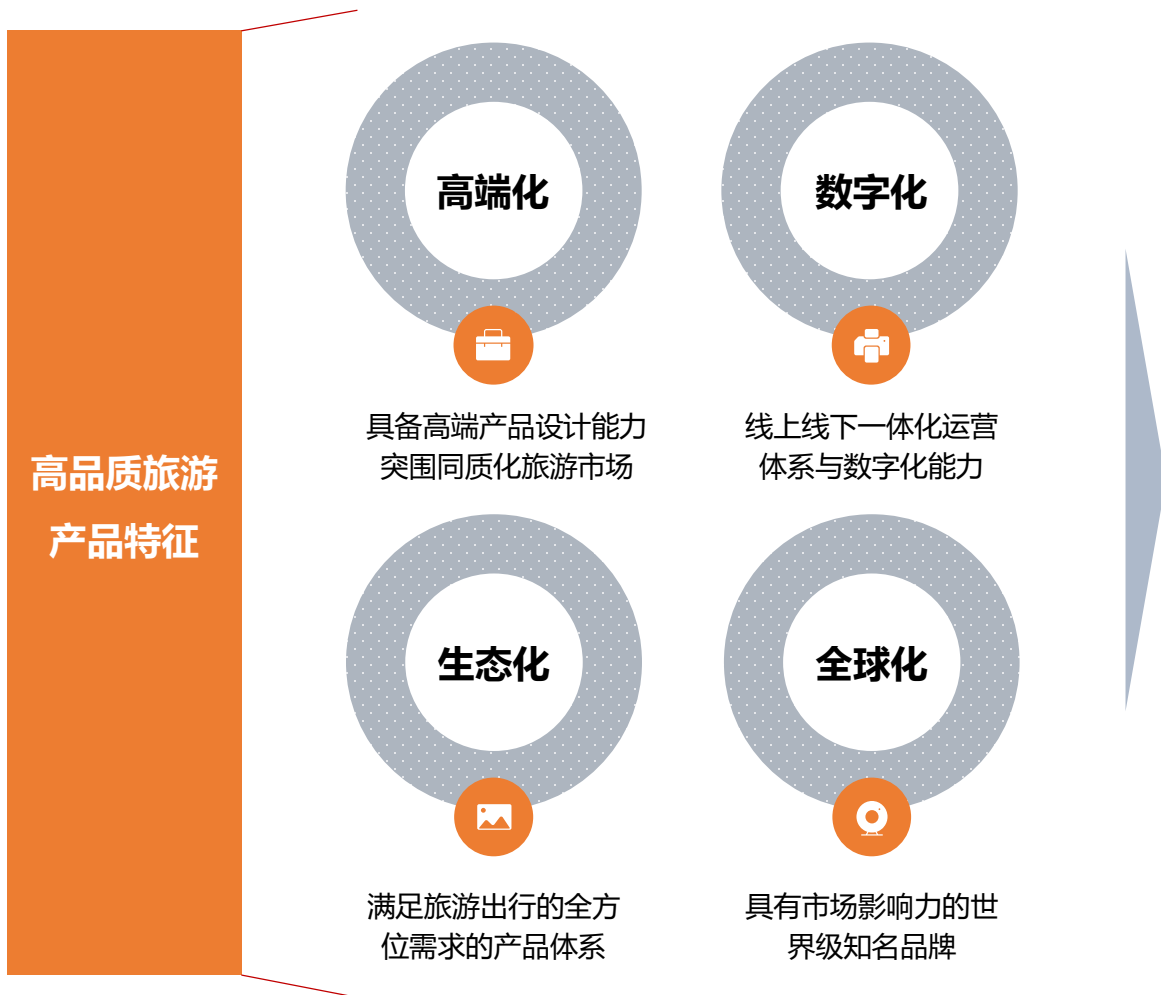 高品质旅游
产品特征
高端化
具备高端产品设计能力
突围同质化旅游市场
数字化
线上线下一体化运营
体系与数字化能力
生态化
满足旅游出行的全方
位需求的产品体系
全球化
具有市场影响力的世
界级知名品牌